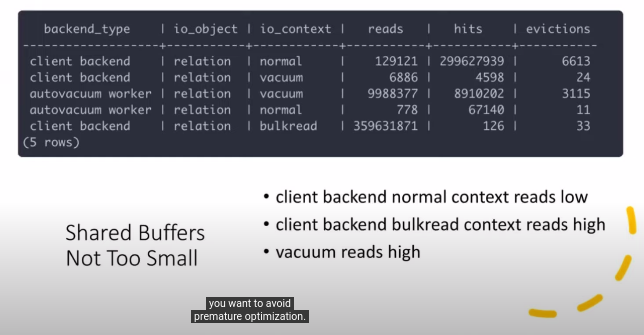 backend_type | io_object | io_context | reads | hits | evictions
------------------+-----------+------------+-----------+-----------+-----------
client backend | relation | normal | 129121 | 299627939 | 6613
client backend | relation | vacuum | 6886 | 4598 | 24
autovacuum worker | relation | vacuum | 9988377 | 8910202 | 3115
autovacuum worker | relation | normal | 778 | 67140 | 11
client backend | relation | bulkread | 359631871 | 126 | 33
(5 rows)
Shared Buffers
Not Too Small
• client backend normal context reads low
• client backend bulkread context reads high
• vacuum reads high
you want to avoid
premature optimization.